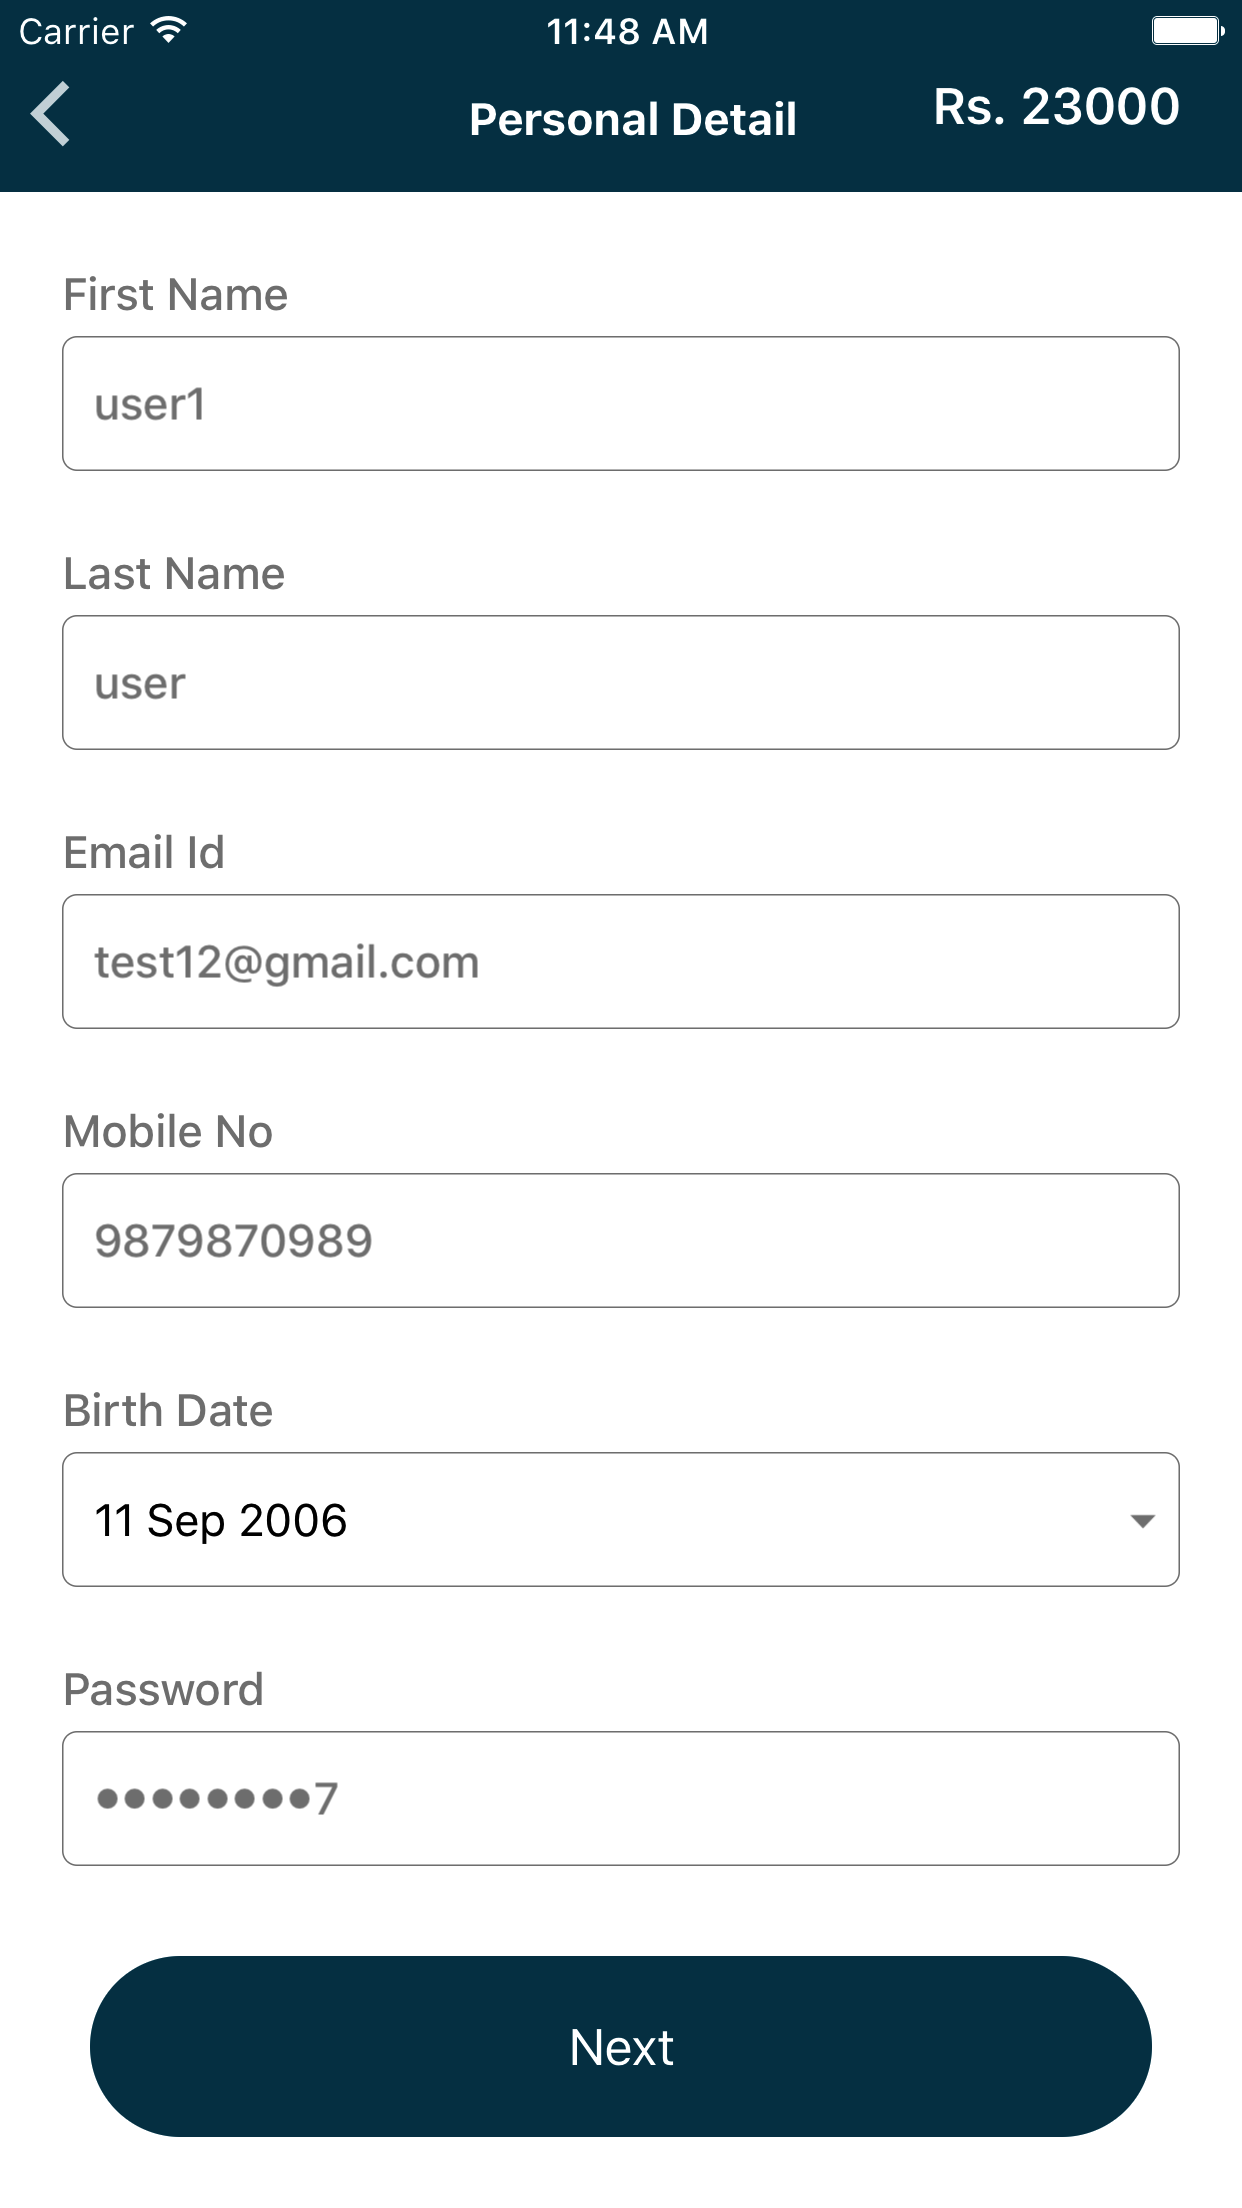 Carrier 11:48 AM
Personal Detail Rs. 23000
First Name
user1
Last Name
user
Email Id
test12@gmail.com
Mobile No
9879870989
Birth Date
11 Sep 2006
Password
••••••••7
Next